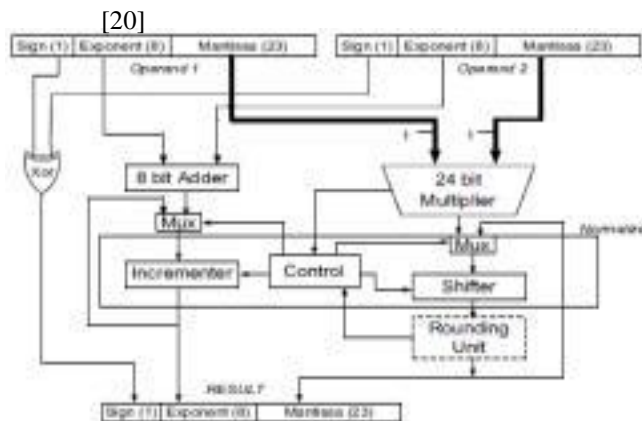 [20]
Sign (1) Exponent (8) Mantissa (23) Sign (1) Exponent (8) Mantissa (23)
Operand 1 Operand 2
1 1
Xor
8 bit Adder
24 bit
Multiplier
Mux
Normalize
Mux
Incrementer
Control
Shifter
Rounding
Unit
RESULT
Sign (1) Exponent (8) Mantissa (23)